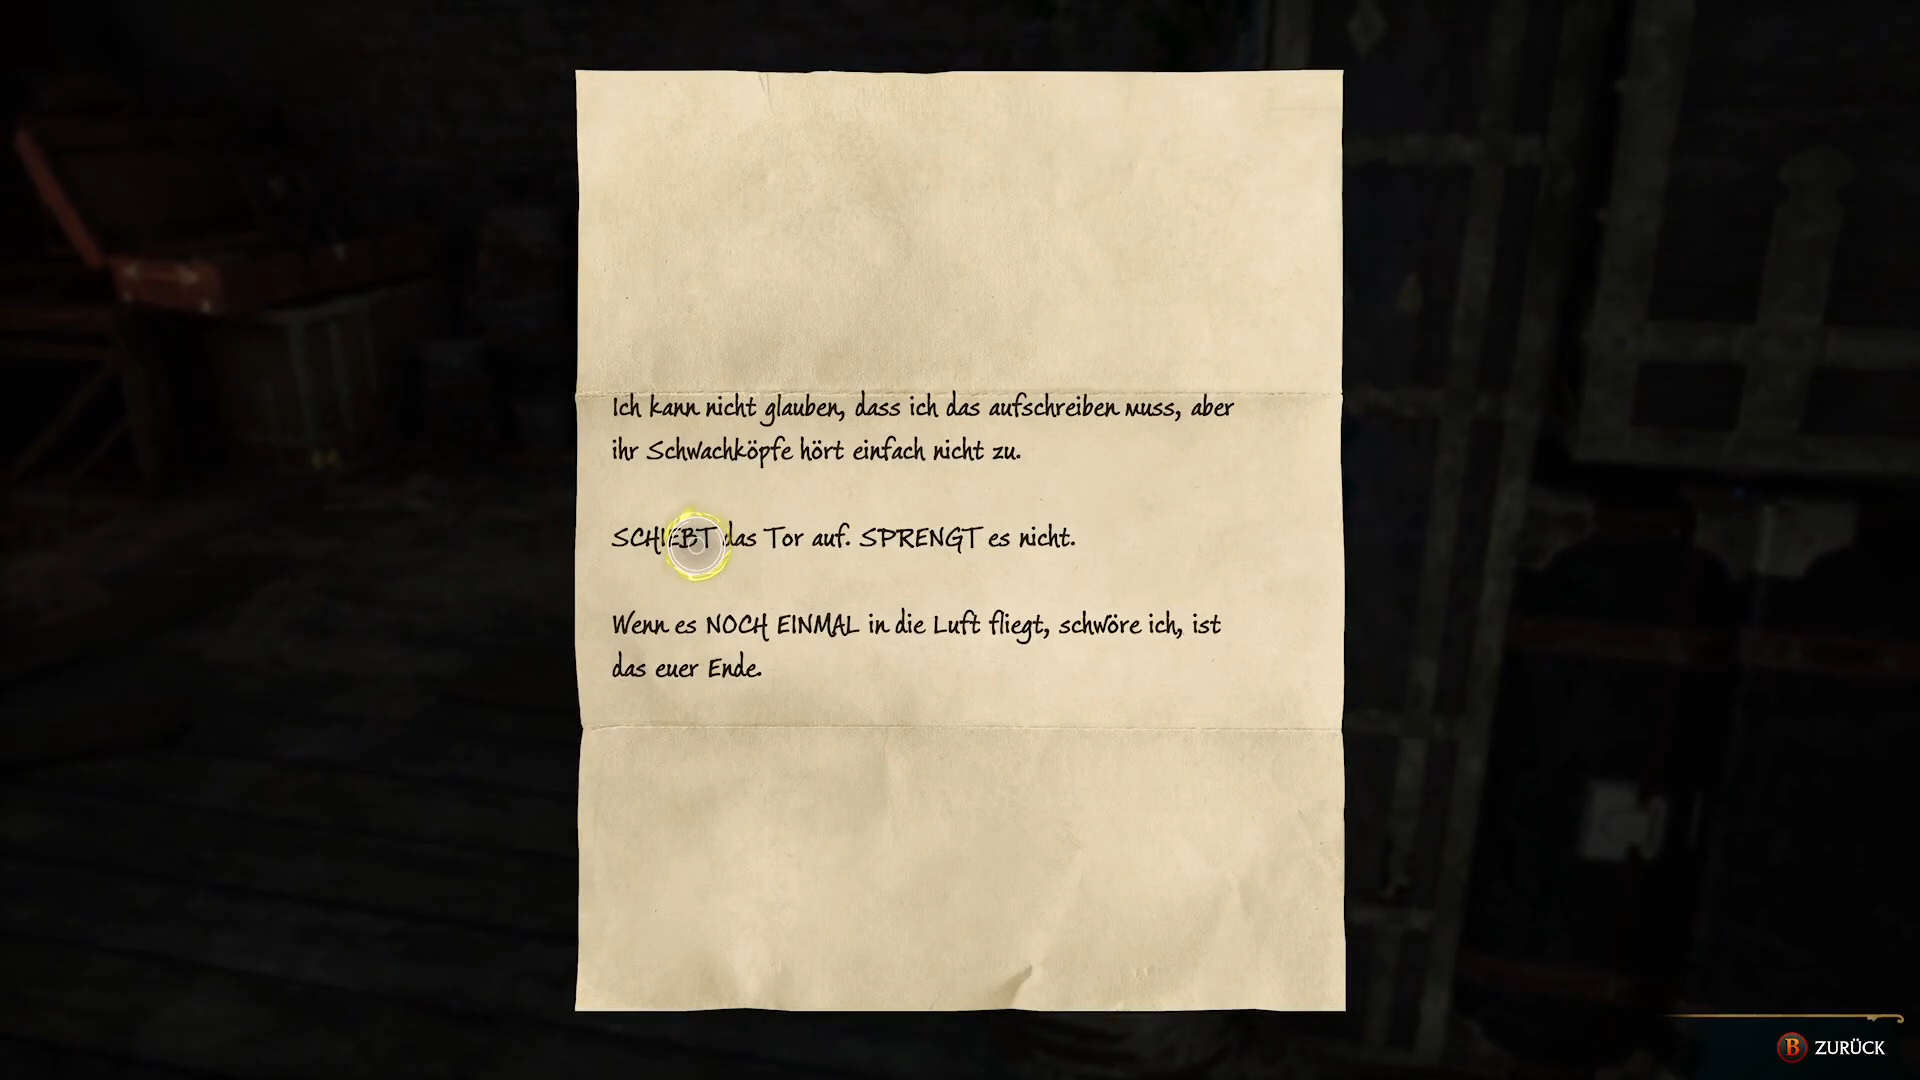 Ich kann nicht glauben, dass ich das aufschreiben muss, aber
ihr Schwachköpfe hört einfach nicht zu.
SCHIEBT das Tor auf. SPRENGT es nicht.
Wenn es NOCH EINMAL in die Luft fliegt, schwöre ich, ist
das euer Ende.
B ZURÜCK